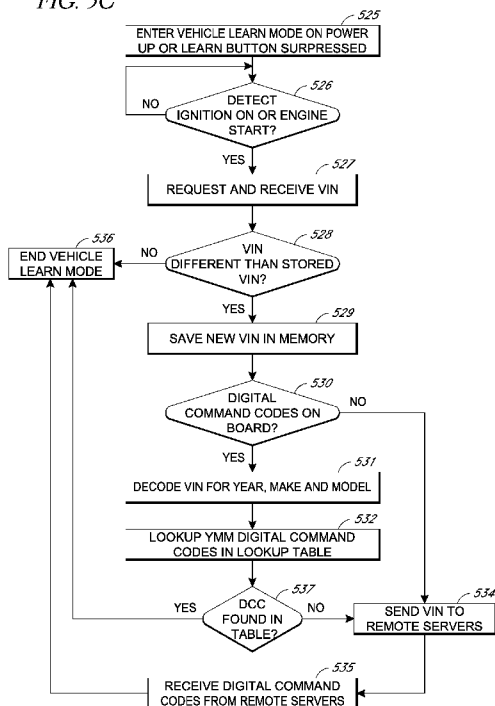 FIG. 5C
525
ENTER VEHICLE LEARN MODE ON POWER
UP OR LEARN BUTTON SURPRESSED
526
DETECT
IGNITION ON OR ENGINE
START?
NO
YES
527
REQUEST AND RECEIVE VIN
528
VIN
DIFFERENT THAN STORED
VIN?
NO
536
END VEHICLE
LEARN MODE
YES
529
SAVE NEW VIN IN MEMORY
530
DIGITAL
COMMAND CODES ON
BOARD?
NO
YES
531
DECODE VIN FOR YEAR, MAKE AND MODEL
532
LOOKUP YMM DIGITAL COMMAND
CODES IN LOOKUP TABLE
537
DCC
FOUND IN
TABLE?
YES
NO
534
SEND VIN TO
REMOTE SERVERS
535
RECEIVE DIGITAL COMMAND
CODES FROM REMOTE SERVERS